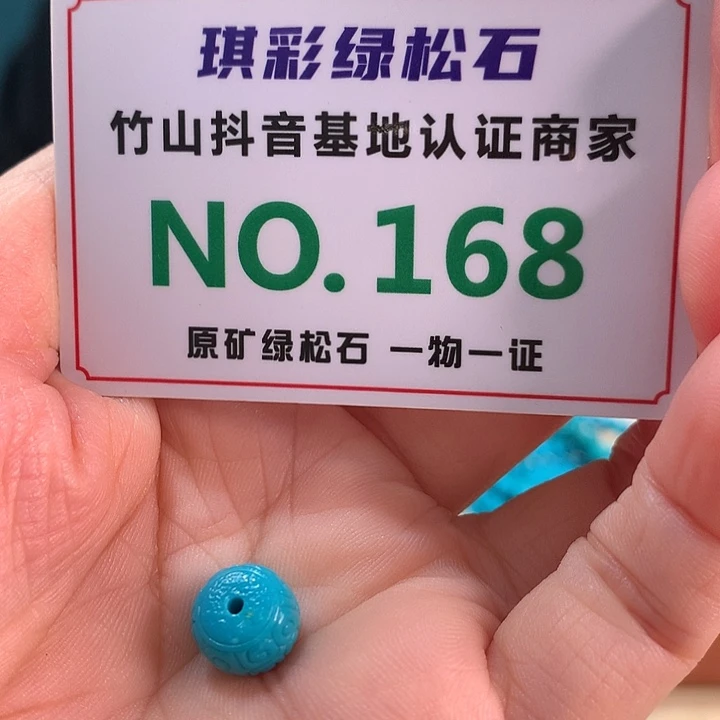 琪彩绿松石
竹山抖音基地认证商家
NO.168
原矿绿松石 一物一证